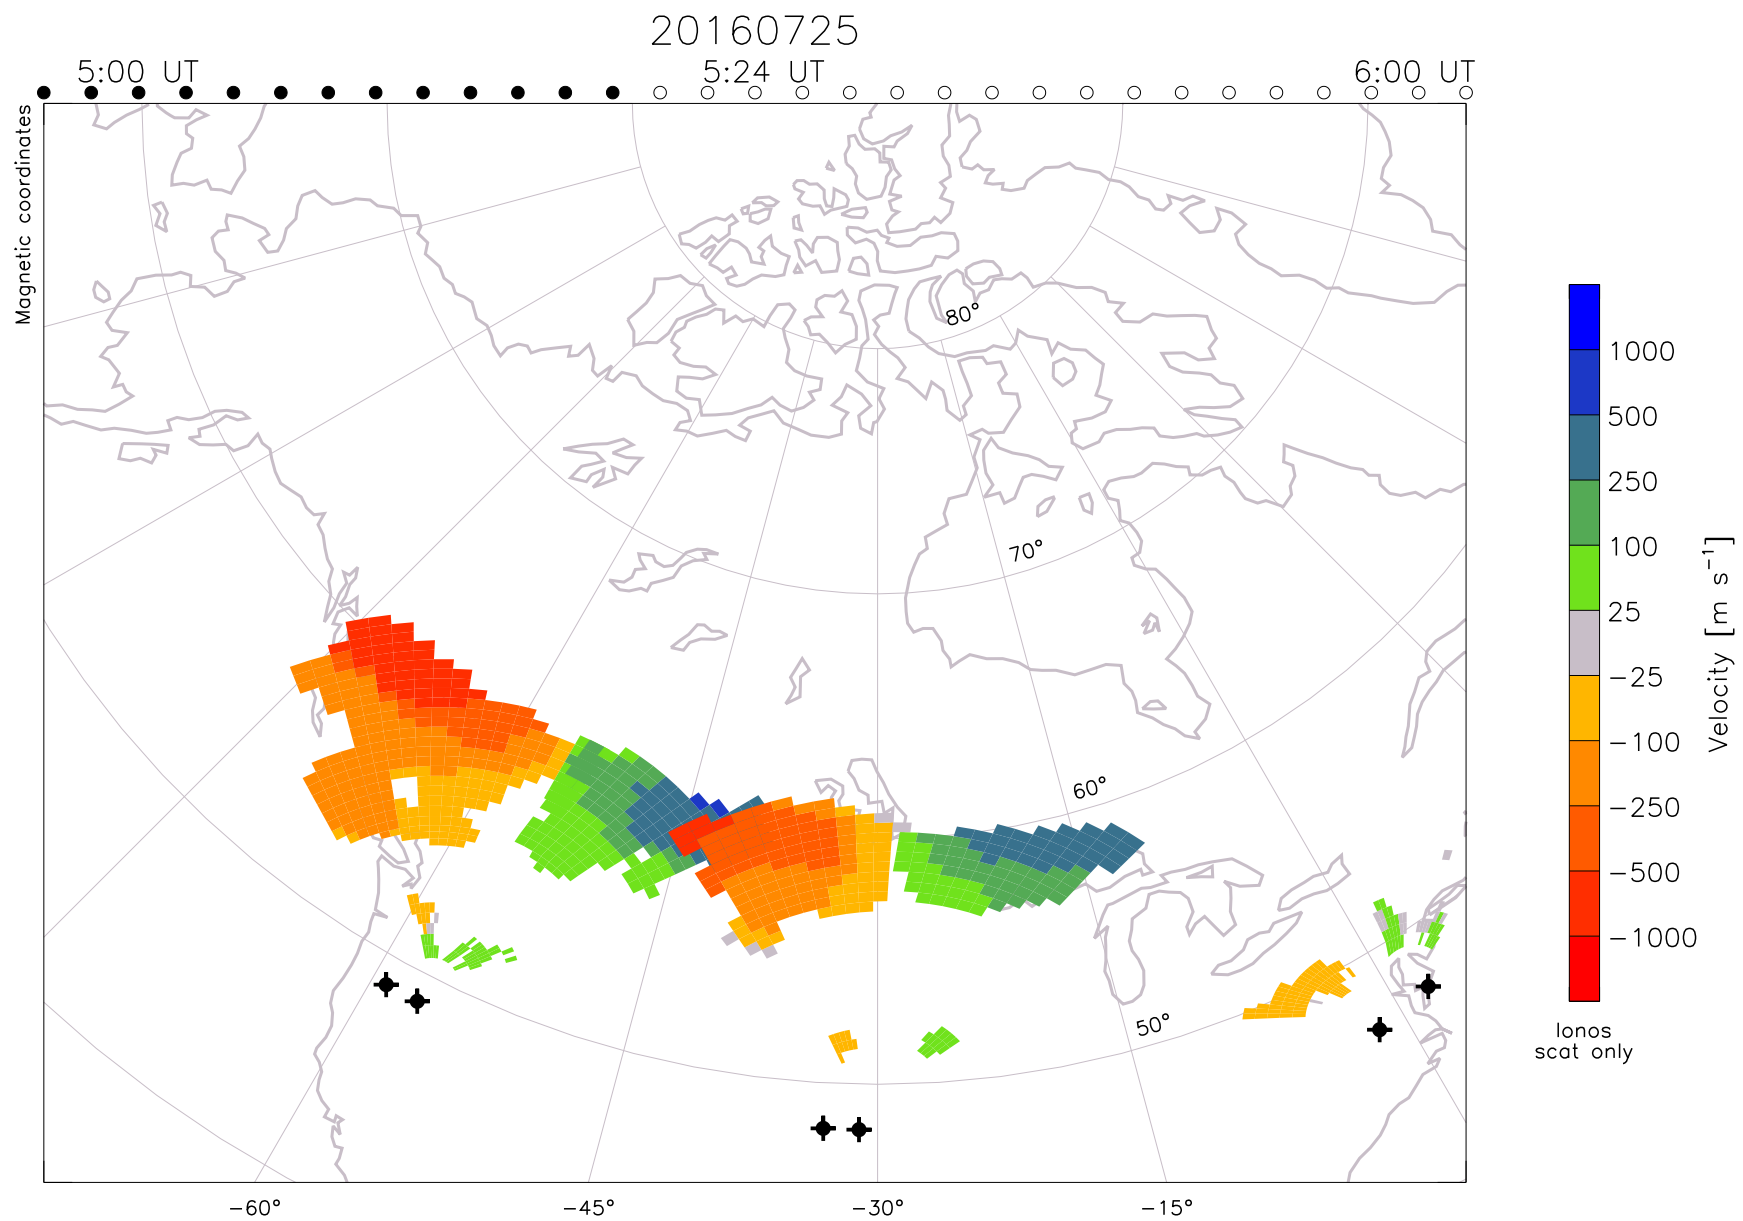 20160725
5:00 UT
5:24 UT
6:00 UT
Magnetic coordinates
80°
70°
60°
50°
1000
500
250
100
25
−25
−100
−250
−500
−1000
Velocity [m s⁻¹]
Ionos
scat only
−60°
−45°
−30°
−15°